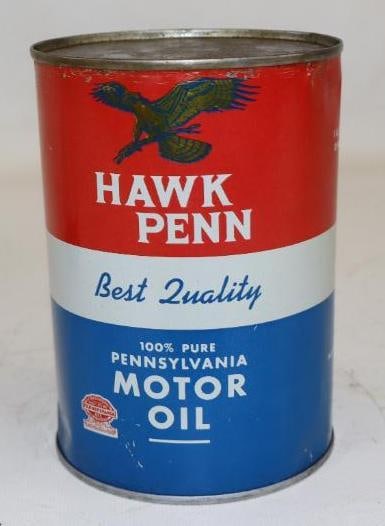 HAWK
PENN
Best Quality
100% PURE
PENNSYLVANIA
MOTOR
OIL